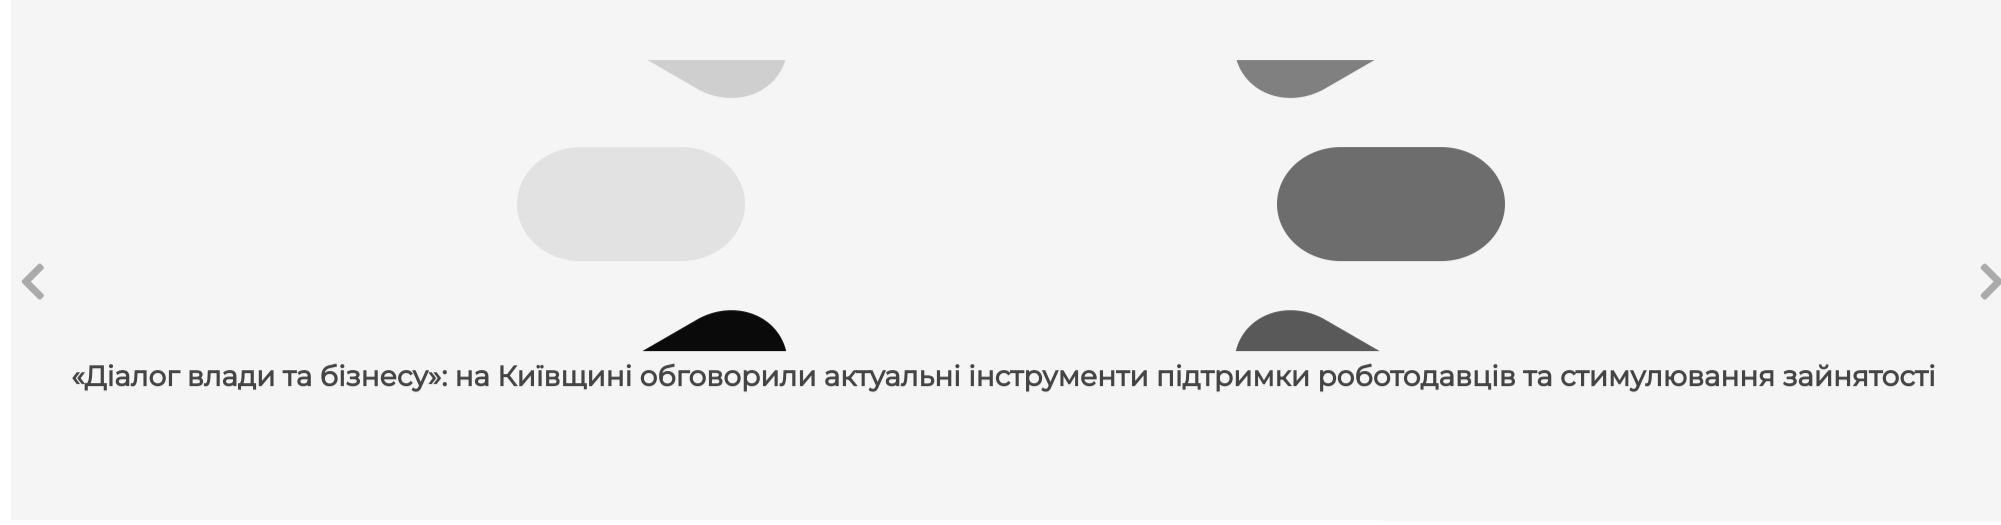 «Діалог влади та бізнесу»: на Київщині обговорили актуальні інструменти підтримки роботодавців та стимулювання зайнятості